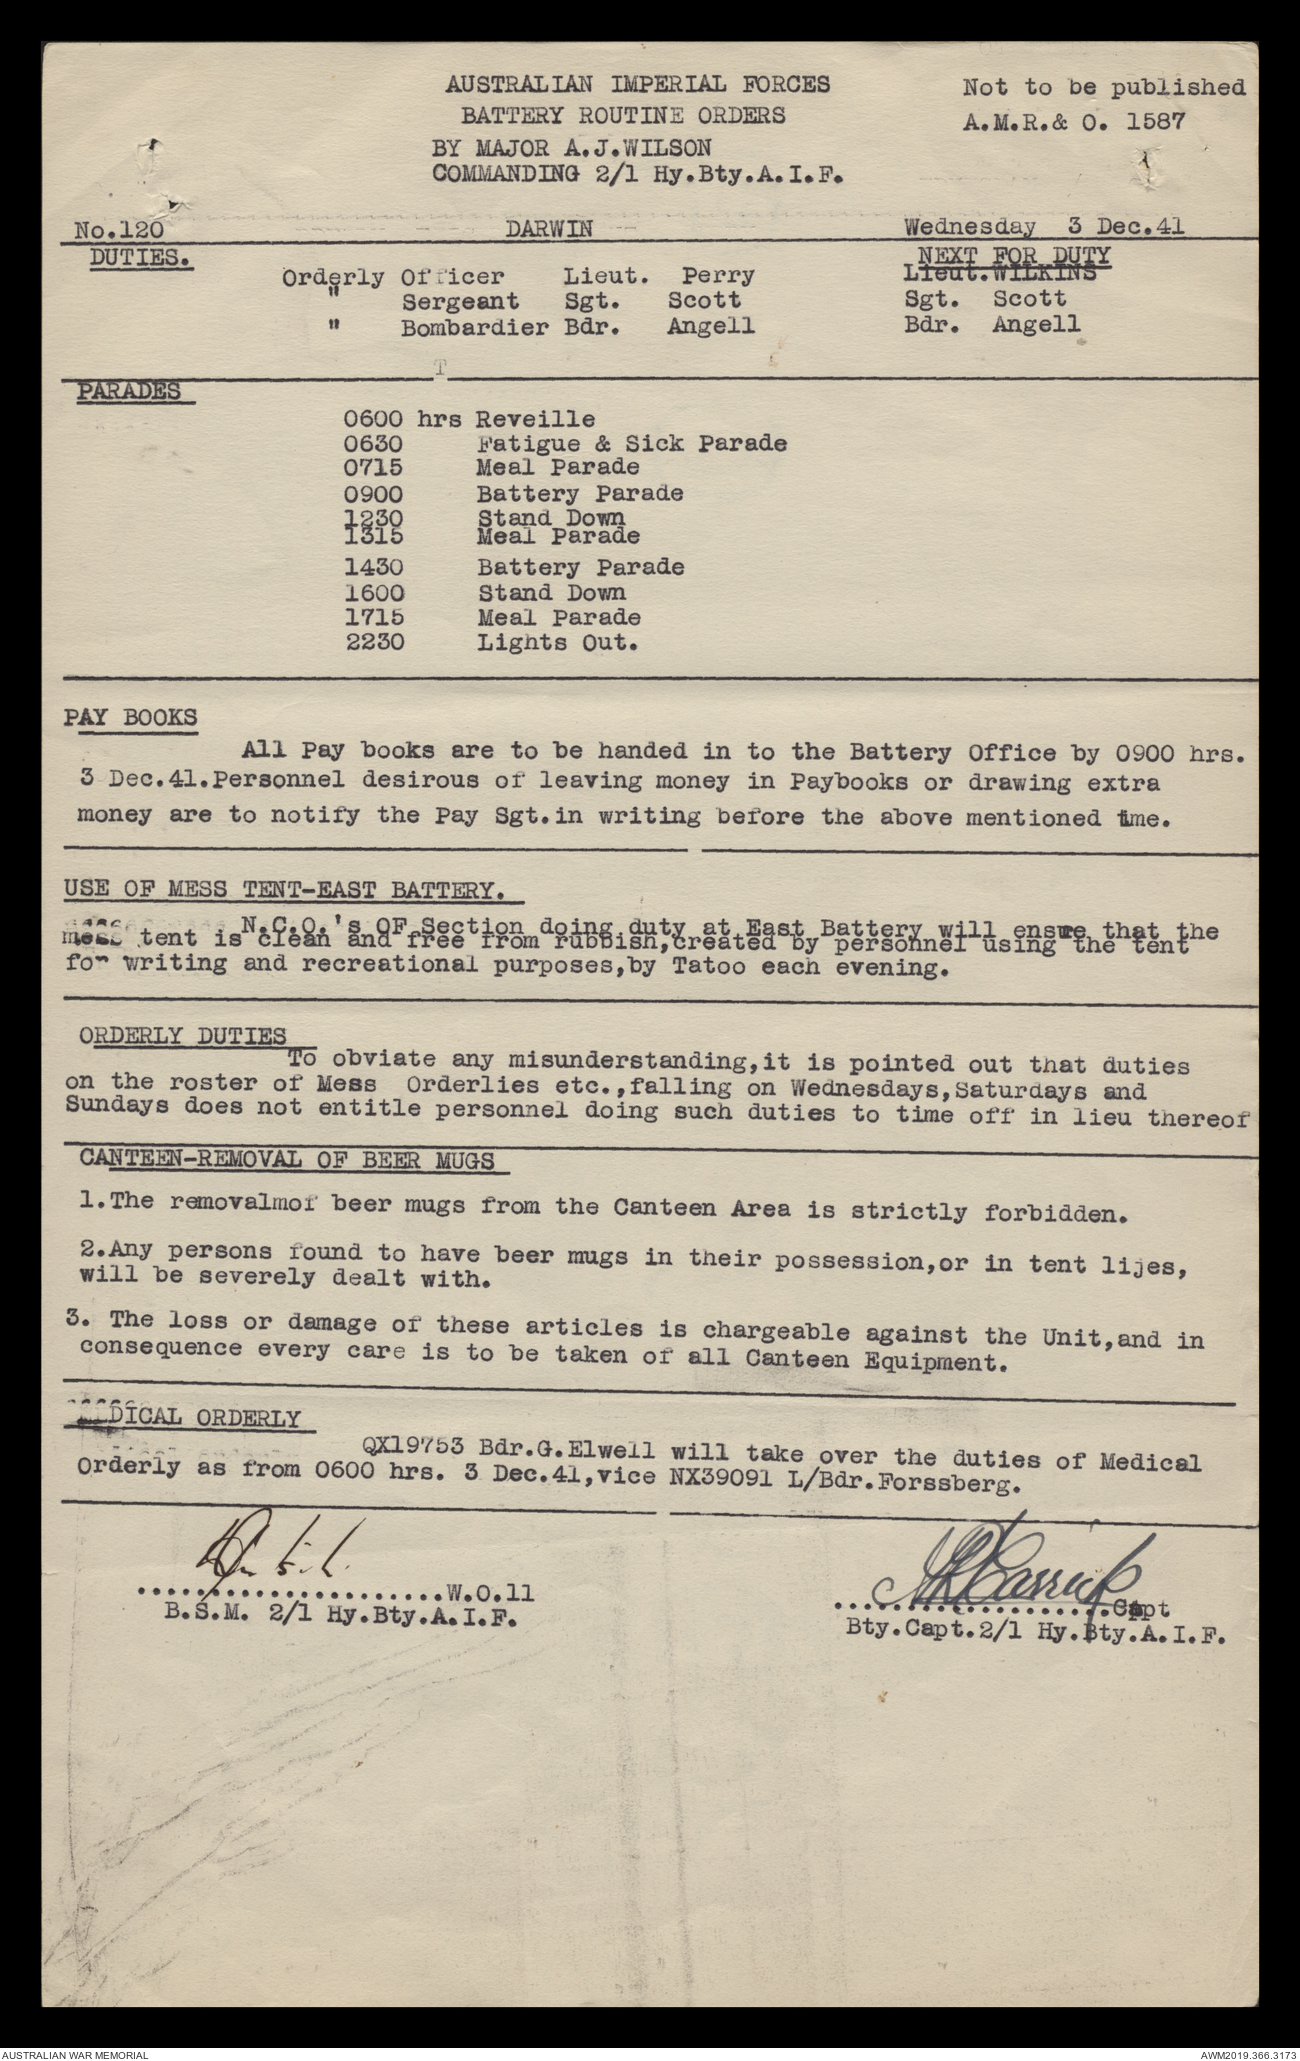 AUSTRALIAN IMPERIAL FORCES
Not to be published
BATTERY ROUTINE ORDERS
A.M.R.& O. 1587
BY MAJOR A.J.WILSON
COMMANDING 2/1 Hy.Bty.A.I.F.
No.120 DARWIN Wednesday 3 Dec.41
DUTIES. NEXT FOR DUTY
Orderly Officer Lieut. Perry Lieut.WILKINS
" Sergeant Sgt. Scott Sgt. Scott
" Bombardier Bdr. Angell Bdr. Angell
T
PARADES
0600 hrs Reveille
0630 Fatigue & Sick Parade
0715 Meal Parade
0900 Battery Parade
1230 Stand Down
1315 Meal Parade
1430 Battery Parade
1600 Stand Down
1715 Meal Parade
2230 Lights Out.
PAY BOOKS
All Pay books are to be handed in to the Battery Office by 0900 hrs.
3 Dec.41.Personnel desirous of leaving money in Paybooks or drawing extra
money are to notify the Pay Sgt.in writing before the above mentioned time.
USE OF MESS TENT-EAST BATTERY.
N.C.O.'s OF Section doing duty at East Battery will ensure that the
mess tent is clean and free from rubbish,created by personnel using the tent
for writing and recreational purposes,by Tatoo each evening.
ORDERLY DUTIES
To obviate any misunderstanding,it is pointed out that duties
on the roster of Mess Orderlies etc.,falling on Wednesdays,Saturdays and
Sundays does not entitle personnel doing such duties to time off in lieu thereof
CANTEEN-REMOVAL OF BEER MUGS
1.The removalmof beer mugs from the Canteen Area is strictly forbidden.
2.Any persons found to have beer mugs in their possession,or in tent lijes,
will be severely dealt with.
3. The loss or damage of these articles is chargeable against the Unit,and in
consequence every care is to be taken of all Canteen Equipment.
MEDICAL ORDERLY
QX19753 Bdr.G.Elwell will take over the duties of Medical
Orderly as from 0600 hrs. 3 Dec.41,vice NX39091 L/Bdr.Forssberg.
.....................W.O.11
B.S.M. 2/1 Hy.Bty.A.I.F.
...................Capt
Bty.Capt.2/1 Hy.Bty.A.I.F.
AUSTRALIAN WAR MEMORIAL
AWM2019.366.3173